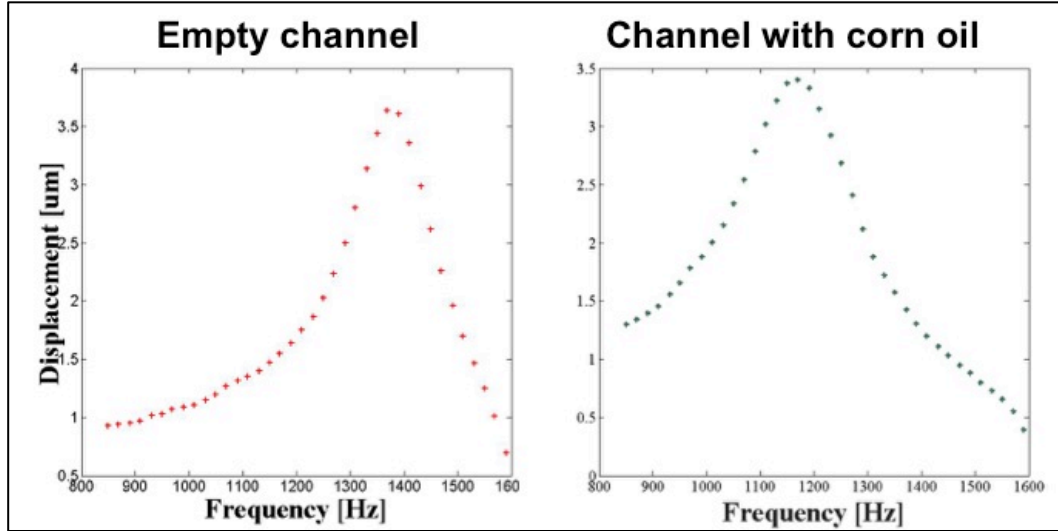 Empty channel
4
3.5
3
2.5
2
1.5
1
0.5
800 900 1000 1100 1200 1300 1400 1500 160
Displacement [um]
Frequency [Hz]
Channel with corn oil
3.5
3
2.5
2
1.5
1
0.5
0
800 900 1000 1100 1200 1300 1400 1500 1600
Frequency [Hz]